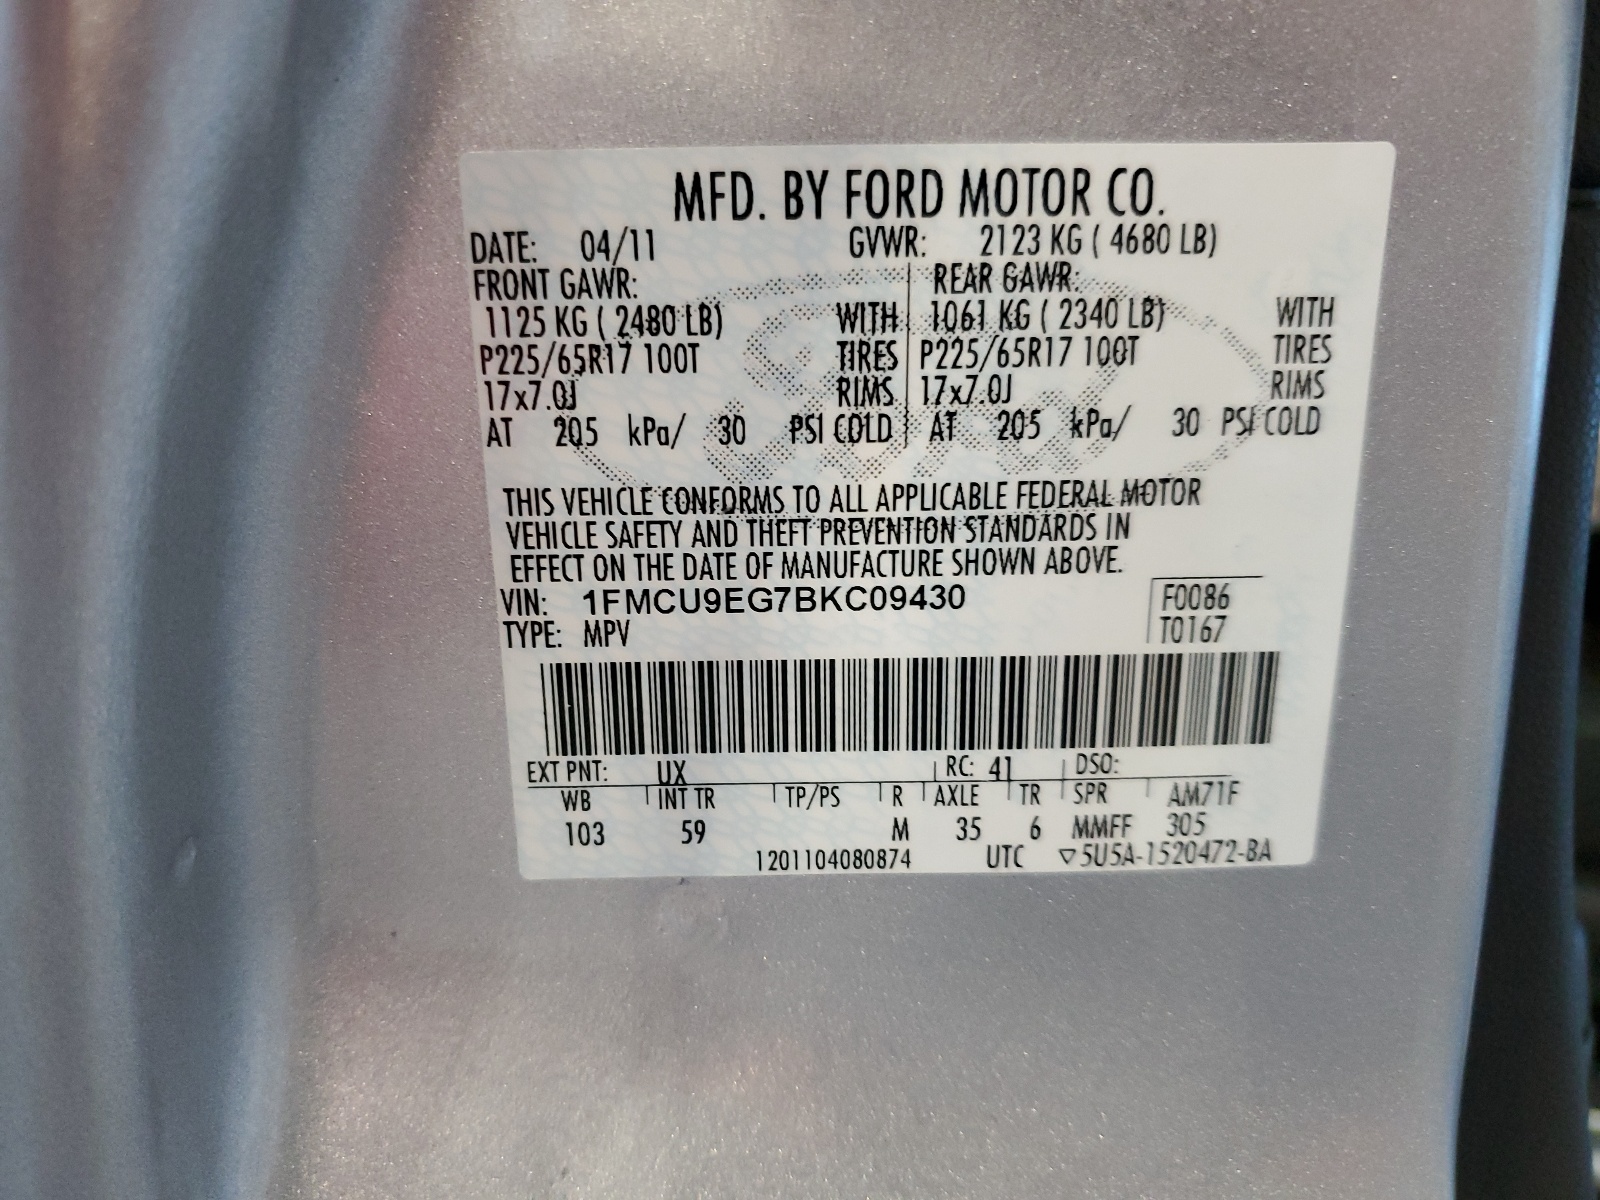 MFD. BY FORD MOTOR CO.
DATE: 04/11 GVWR: 2123 KG ( 4680 LB)
FRONT GAWR: REAR GAWR:
1125 KG ( 2480 LB) WITH 1061 KG ( 2340 LB) WITH
P225/65R17 100T TIRES P225/65R17 100T TIRES
17x7.0J RIMS 17x7.0J RIMS
AT 205 kPa/ 30 PSI COLD AT 205 kPa/ 30 PSI COLD
Ford
THIS VEHICLE CONFORMS TO ALL APPLICABLE FEDERAL MOTOR
VEHICLE SAFETY AND THEFT PREVENTION STANDARDS IN
EFFECT ON THE DATE OF MANUFACTURE SHOWN ABOVE.
VIN: 1FMCU9EG7BKC09430 F0086
TYPE: MPV T0167
EXT PNT: UX RC: 41 DSO:
WB INT TR TP/PS R AXLE TR SPR AM71F
103 59 M 35 6 MMFF 305
1201104080874 UTC ▽5U5A-1520472-BA